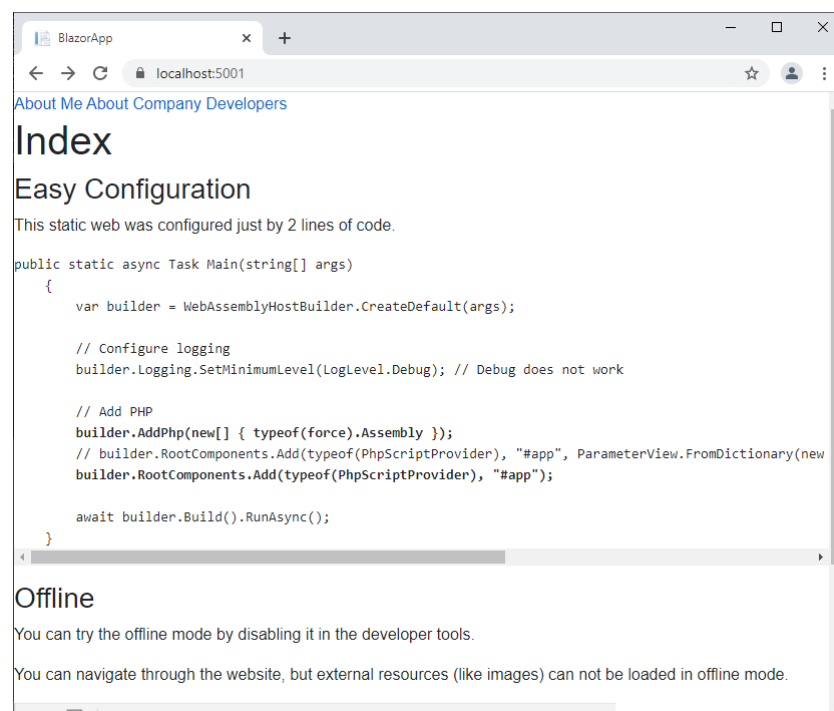 BlazorApp
localhost:5001
About Me About Company Developers
Index
Easy Configuration
This static web was configured just by 2 lines of code.
public static async Task Main(string[] args)
{
var builder = WebAssemblyHostBuilder.CreateDefault(args);
// Configure logging
builder.Logging.SetMinimumLevel(LogLevel.Debug); // Debug does not work
// Add PHP
builder.AddPhp(new[] { typeof(force).Assembly });
// builder.RootComponents.Add(typeof(PhpScriptProvider), "#app", ParameterView.FromDictionary(new
builder.RootComponents.Add(typeof(PhpScriptProvider), "#app");
await builder.Build().RunAsync();
}
Offline
You can try the offline mode by disabling it in the developer tools.
You can navigate through the website, but external resources (like images) can not be loaded in offline mode.